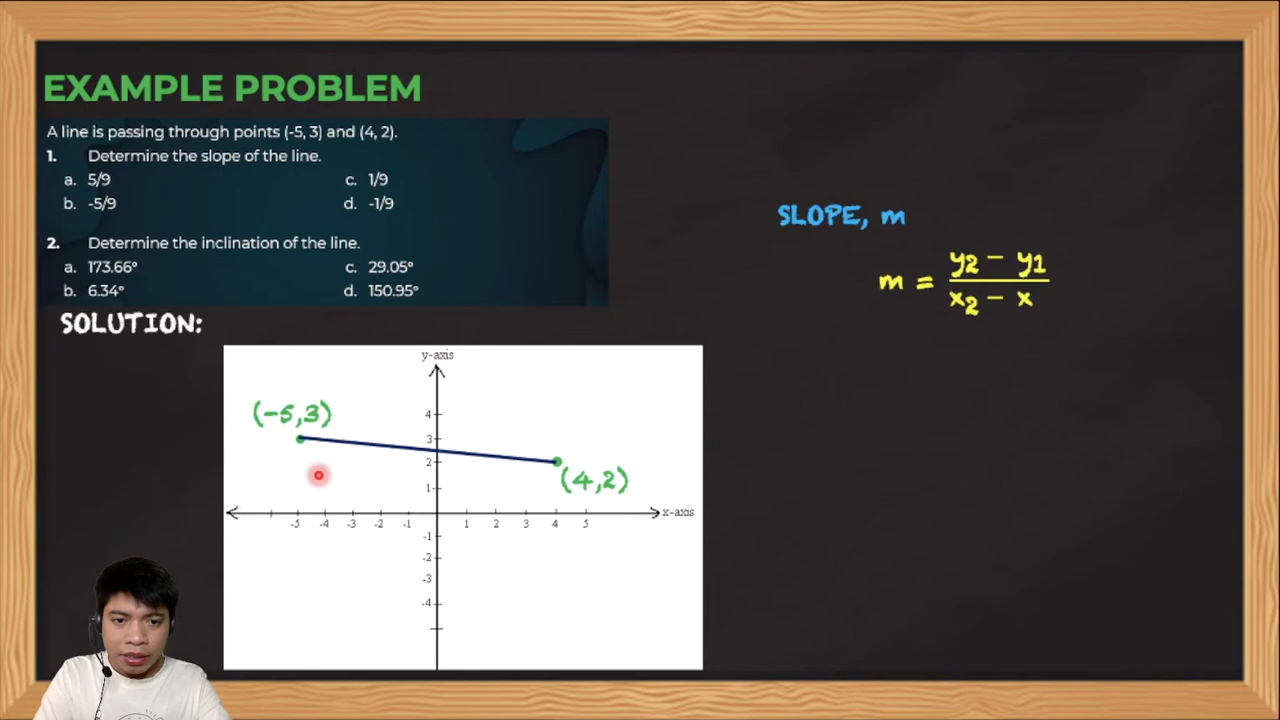 EXAMPLE PROBLEM
A line is passing through points (-5, 3) and (4, 2).
1. Determine the slope of the line.
a. 5/9 c. 1/9
b. -5/9 d. -1/9
2. Determine the inclination of the line.
a. 173.66° c. 29.05°
b. 6.34° d. 150.95°
SOLUTION:
SLOPE, m
m = y2 - y1
x2 - x
y-axis
(-5,3)
(4,2)
4
3
2
1
x-axis
-5 -4 -3 -2 -1 1 2 3 4 5
-1
-2
-3
-4